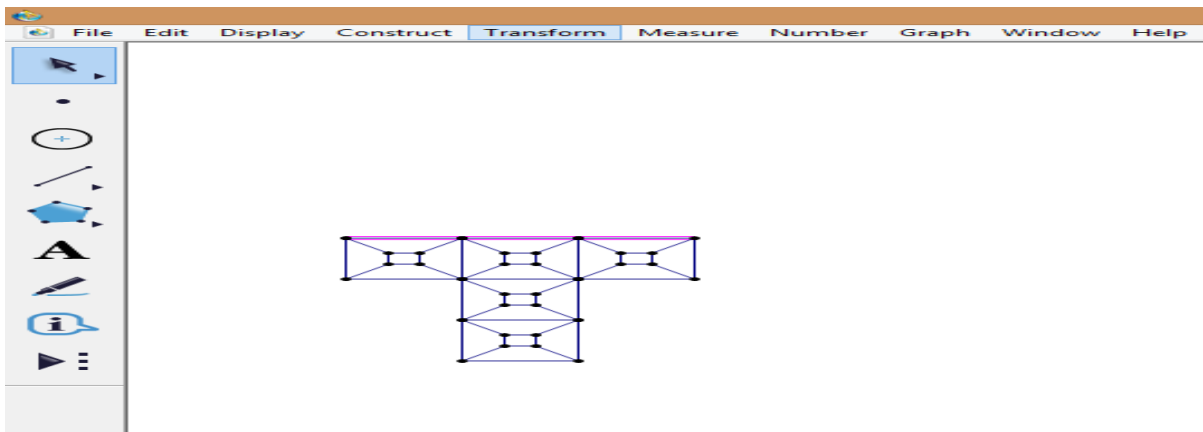 File Edit Display Construct Transform Measure Number Graph Window Help
A
i